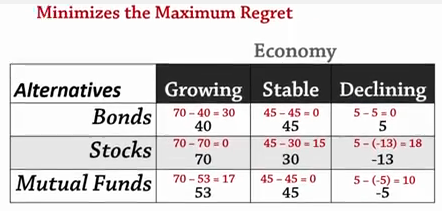 Minimizes the Maximum Regret
Economy
Alternatives Growing Stable Declining
Bonds 70 – 40 = 30 45 – 45 = 0 5 – 5 = 0
40 45 5
Stocks 70 – 70 = 0 45 – 30 = 15 5 – (-13) = 18
70 30 -13
Mutual Funds 70 – 53 = 17 45 – 45 = 0 5 – (-5) = 10
53 45 -5